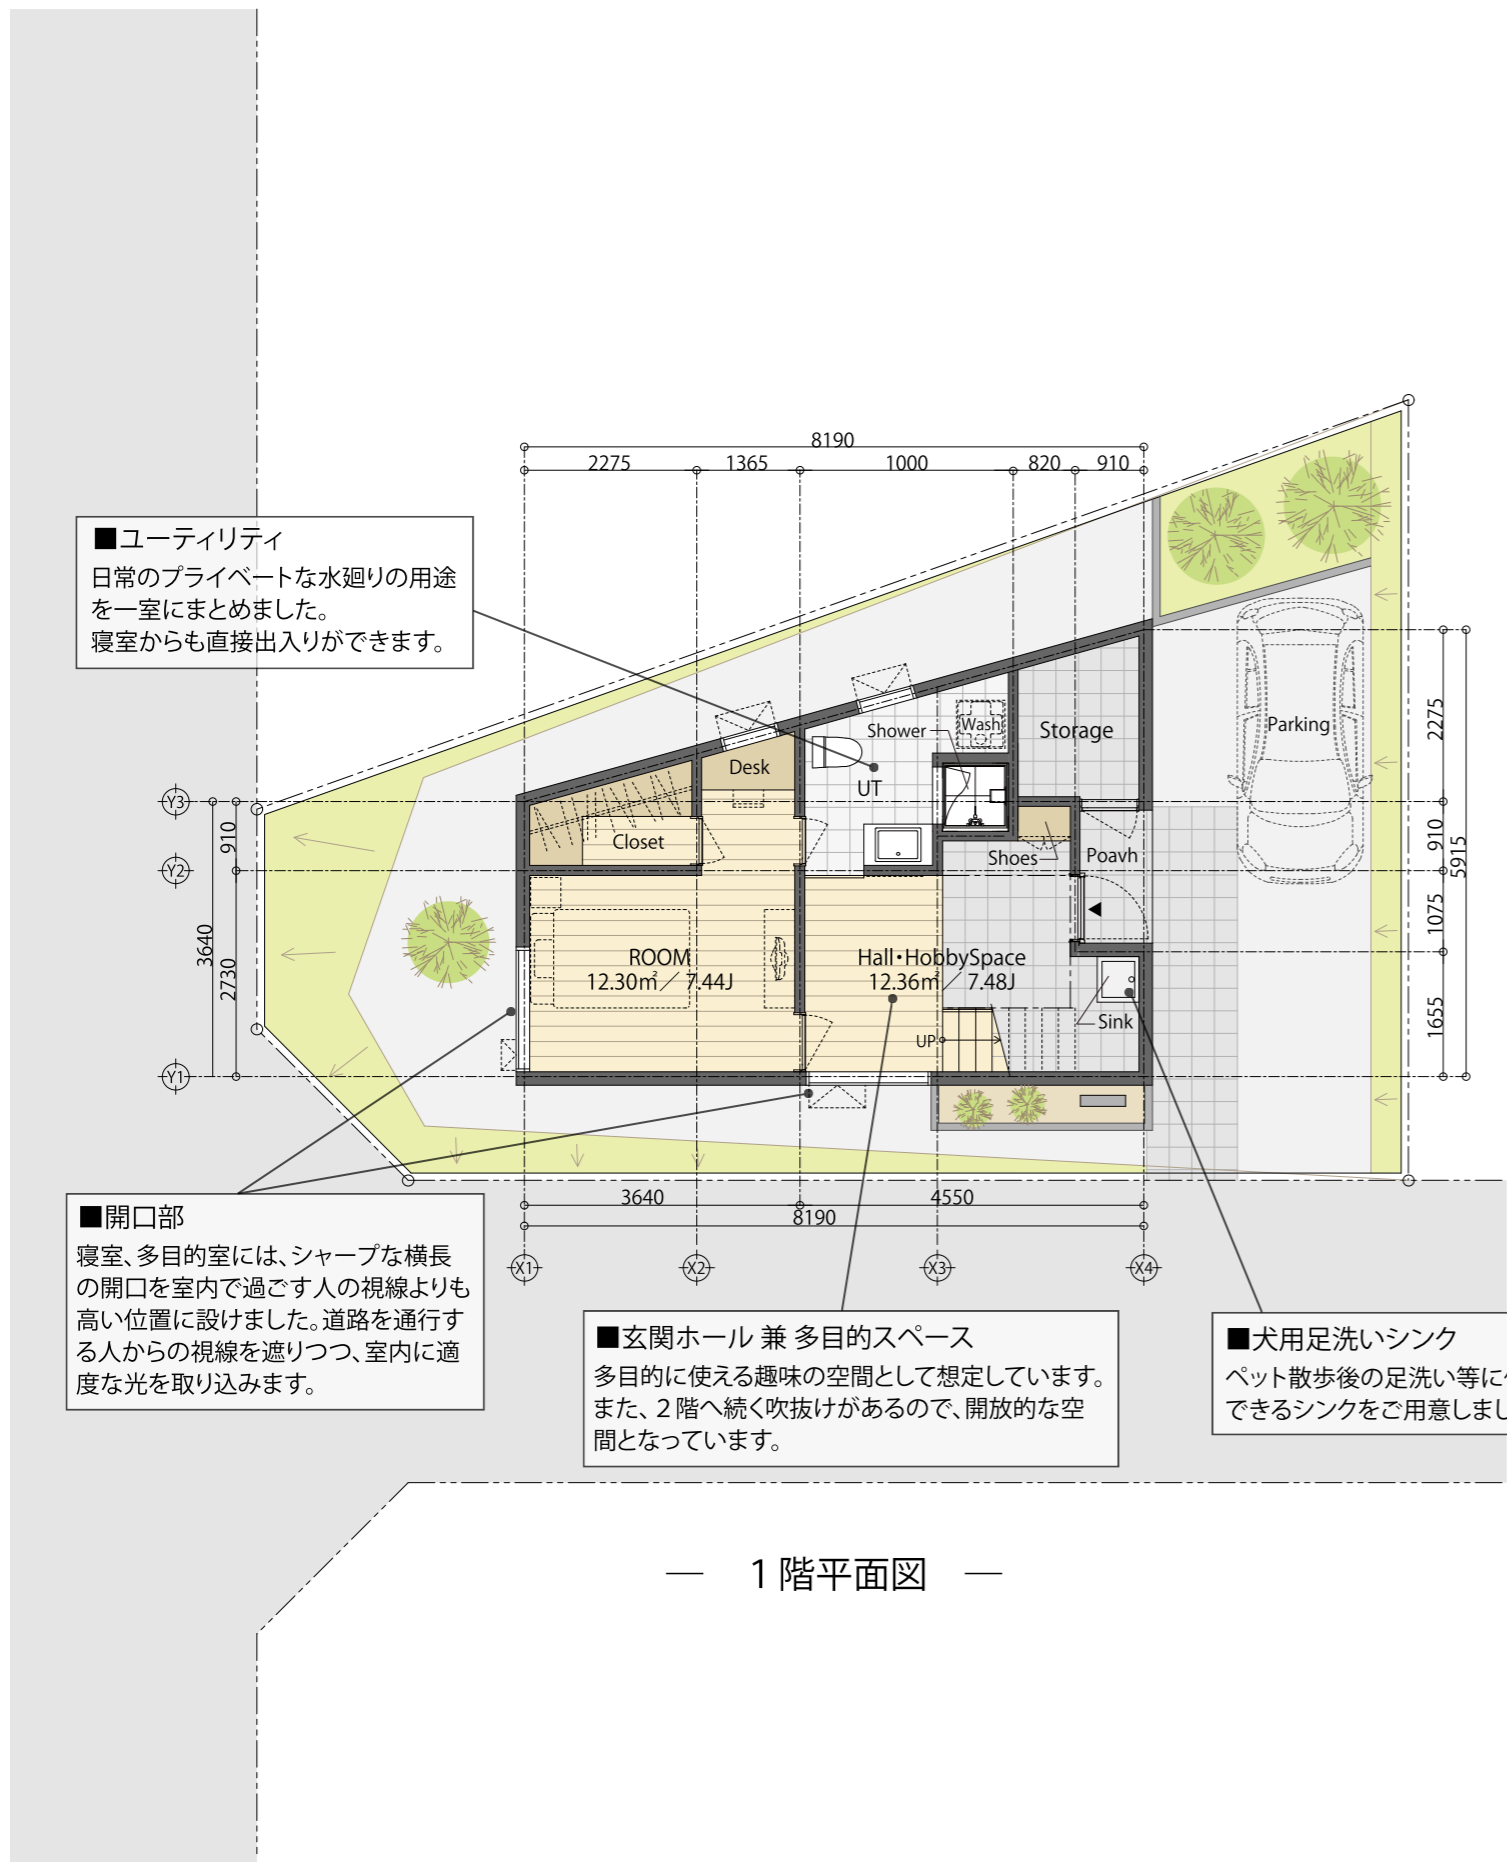 8190
2275
1365
1000
820
910
■ユーティリティ
日常のプライベートな水廻りの用途
を一室にまとめました。
寝室からも直接出入りができます。
Storage
Parking
Shower
Wash
Desk
UT
Closet
Shoes
Poavh
ROOM
12.30㎡／ 7.44J
Hall・HobbySpace
12.36㎡／ 7.48J
Sink
UP
Y3
Y2
Y1
910
2730
3640
2275
910
1075
1655
5915
3640
4550
8190
X1
X2
X3
X4
■開口部
寝室、多目的室には、シャープな横長
の開口を室内で過ごす人の視線よりも
高い位置に設けました。道路を通行す
る人からの視線を遮りつつ、室内に適
度な光を取り込みます。
■玄関ホール 兼 多目的スペース
多目的に使える趣味の空間として想定しています。
また、２階へ続く吹抜けがあるので、開放的な空
間となっています。
■犬用足洗いシンク
ペット散歩後の足洗い等に
できるシンクをご用意しまし
― 1階平面図 ―